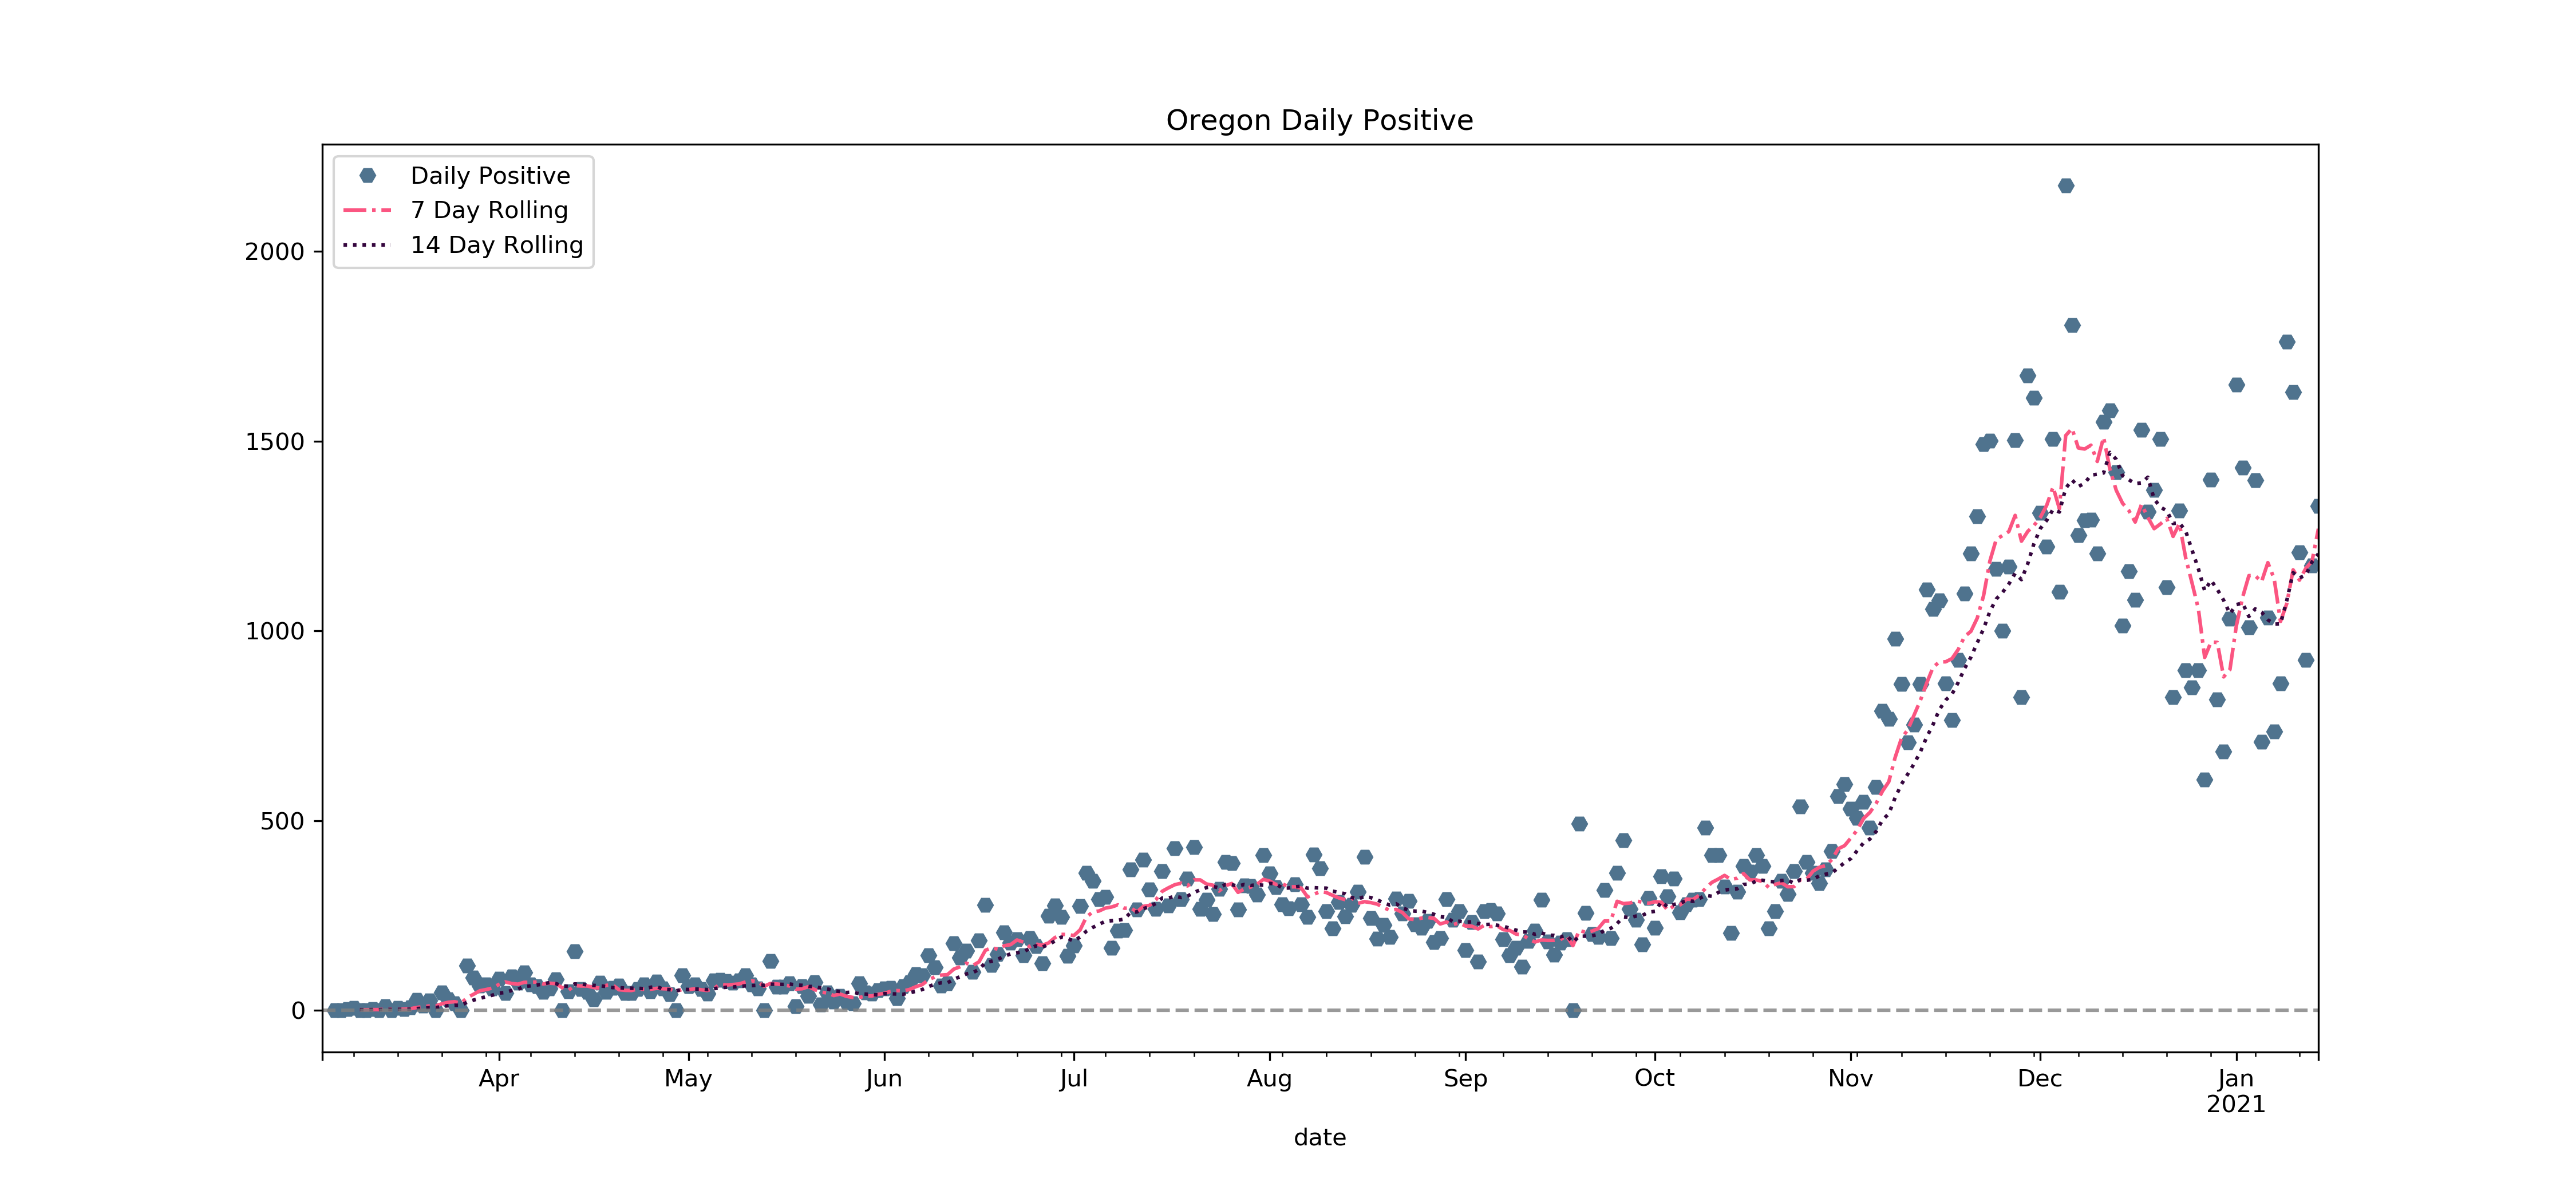 Oregon Daily Positive
Daily Positive
7 Day Rolling
14 Day Rolling
2000
1500
1000
500
0
Apr May Jun Jul Aug Sep Oct Nov Dec Jan
2021
date